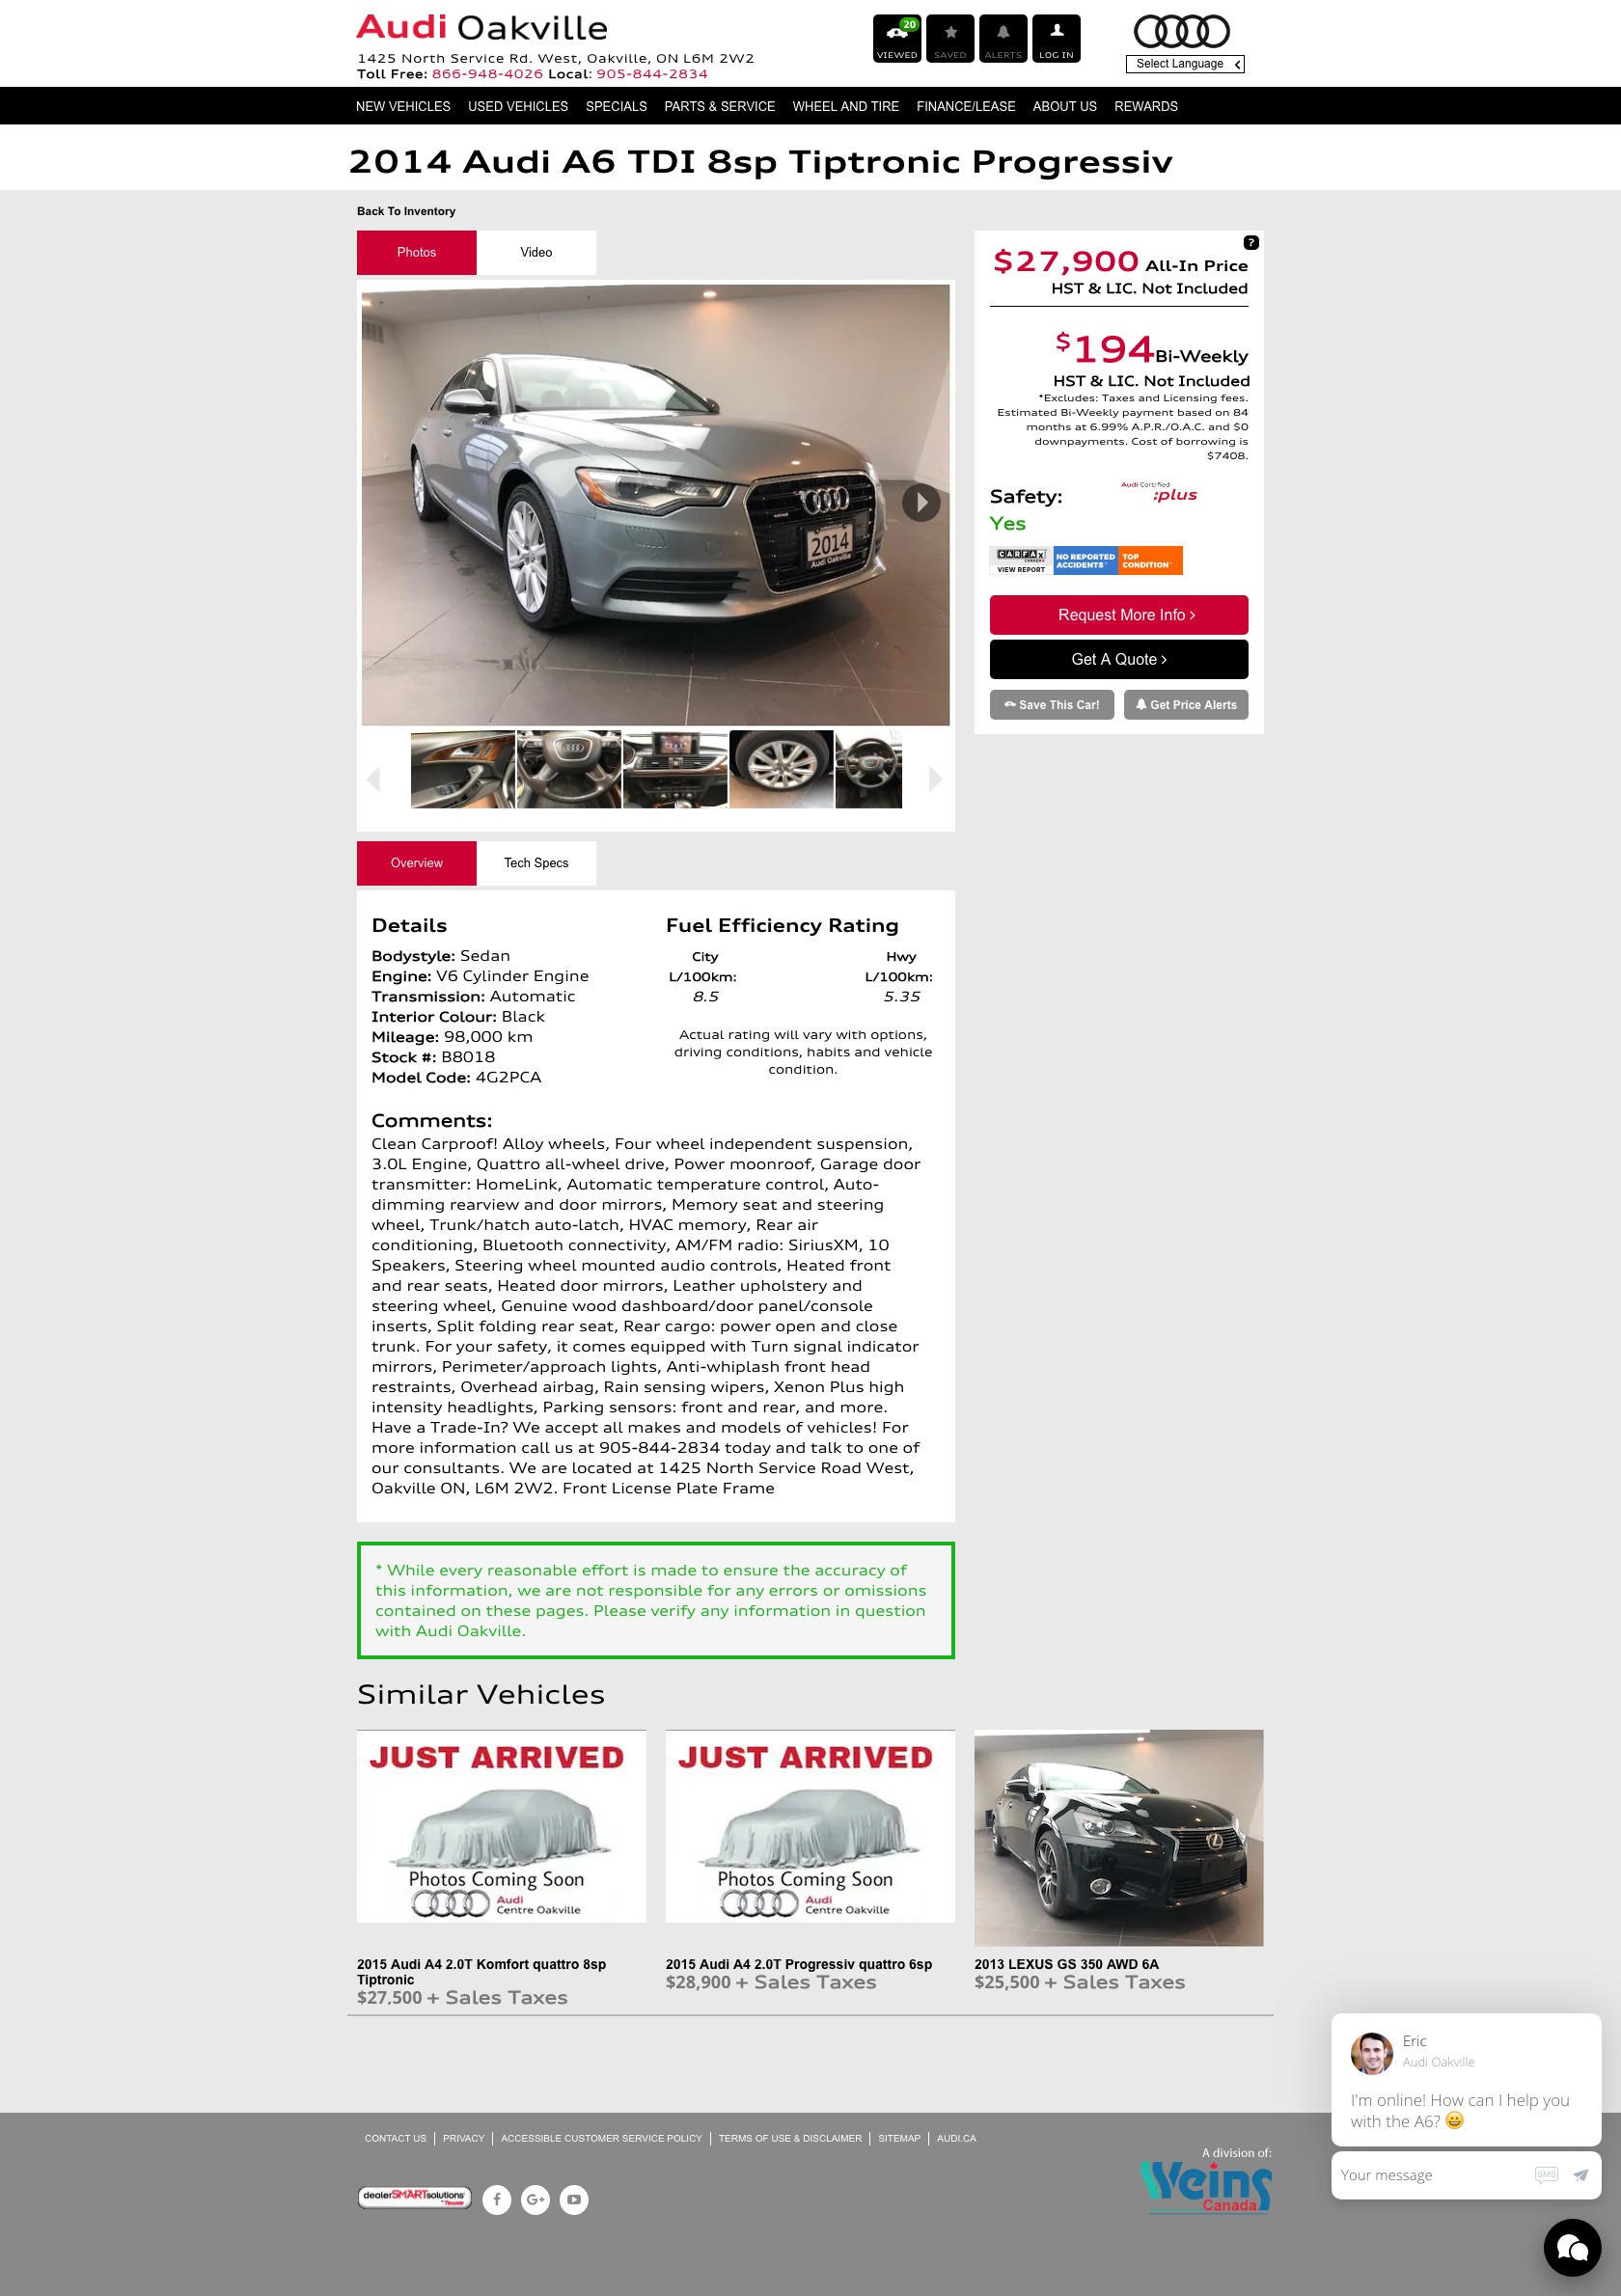 Audi Oakville
1425 North Service Rd. West, Oakville, ON L6M 2W2
Toll Free: 866-948-4026 Local: 905-844-2834
20
VIEWED
SAVED
ALERTS
LOG IN
Select Language
NEW VEHICLES USED VEHICLES SPECIALS PARTS & SERVICE WHEEL AND TIRE FINANCE/LEASE ABOUT US REWARDS
2014 Audi A6 TDI 8sp Tiptronic Progressiv
Back To Inventory
Photos
Video
2014
Audi Oakville
?
$27,900 All-In Price
HST & LIC. Not Included
$194Bi-Weekly
HST & LIC. Not Included
*Excludes: Taxes and Licensing fees.
Estimated Bi-Weekly payment based on 84
months at 6.99% A.P.R./O.A.C. and $0
downpayments. Cost of borrowing is
$7408.
Safety:
Yes
Audi Certified
:plus
CARFAX
CANADA
VIEW REPORT
NO REPORTED
ACCIDENTS™
TOP
CONDITION™
Request More Info
Get A Quote
Save This Car!
Get Price Alerts
Overview
Tech Specs
Details
Bodystyle: Sedan
Engine: V6 Cylinder Engine
Transmission: Automatic
Interior Colour: Black
Mileage: 98,000 km
Stock #: B8018
Model Code: 4G2PCA
Fuel Efficiency Rating
City
L/100km:
8.5
Hwy
L/100km:
5.35
Actual rating will vary with options,
driving conditions, habits and vehicle
condition.
Comments:
Clean Carproof! Alloy wheels, Four wheel independent suspension,
3.0L Engine, Quattro all-wheel drive, Power moonroof, Garage door
transmitter: HomeLink, Automatic temperature control, Auto-
dimming rearview and door mirrors, Memory seat and steering
wheel, Trunk/hatch auto-latch, HVAC memory, Rear air
conditioning, Bluetooth connectivity, AM/FM radio: SiriusXM, 10
Speakers, Steering wheel mounted audio controls, Heated front
and rear seats, Heated door mirrors, Leather upholstery and
steering wheel, Genuine wood dashboard/door panel/console
inserts, Split folding rear seat, Rear cargo: power open and close
trunk. For your safety, it comes equipped with Turn signal indicator
mirrors, Perimeter/approach lights, Anti-whiplash front head
restraints, Overhead airbag, Rain sensing wipers, Xenon Plus high
intensity headlights, Parking sensors: front and rear, and more.
Have a Trade-In? We accept all makes and models of vehicles! For
more information call us at 905-844-2834 today and talk to one of
our consultants. We are located at 1425 North Service Road West,
Oakville ON, L6M 2W2. Front License Plate Frame
* While every reasonable effort is made to ensure the accuracy of
this information, we are not responsible for any errors or omissions
contained on these pages. Please verify any information in question
with Audi Oakville.
Similar Vehicles
JUST ARRIVED
Photos Coming Soon
Audi
Centre Oakville
2015 Audi A4 2.0T Komfort quattro 8sp
Tiptronic
$27,500 + Sales Taxes
JUST ARRIVED
Photos Coming Soon
Audi
Centre Oakville
2015 Audi A4 2.0T Progressiv quattro 6sp
$28,900 + Sales Taxes
2013 LEXUS GS 350 AWD 6A
$25,500 + Sales Taxes
Eric
Audi Oakville
I'm online! How can I help you
with the A6? 😀
Your message
SMS
CONTACT US PRIVACY ACCESSIBLE CUSTOMER SERVICE POLICY TERMS OF USE & DISCLAIMER SITEMAP AUDI.CA
dealerSMARTsolutions
A division of:
Weins
Canada